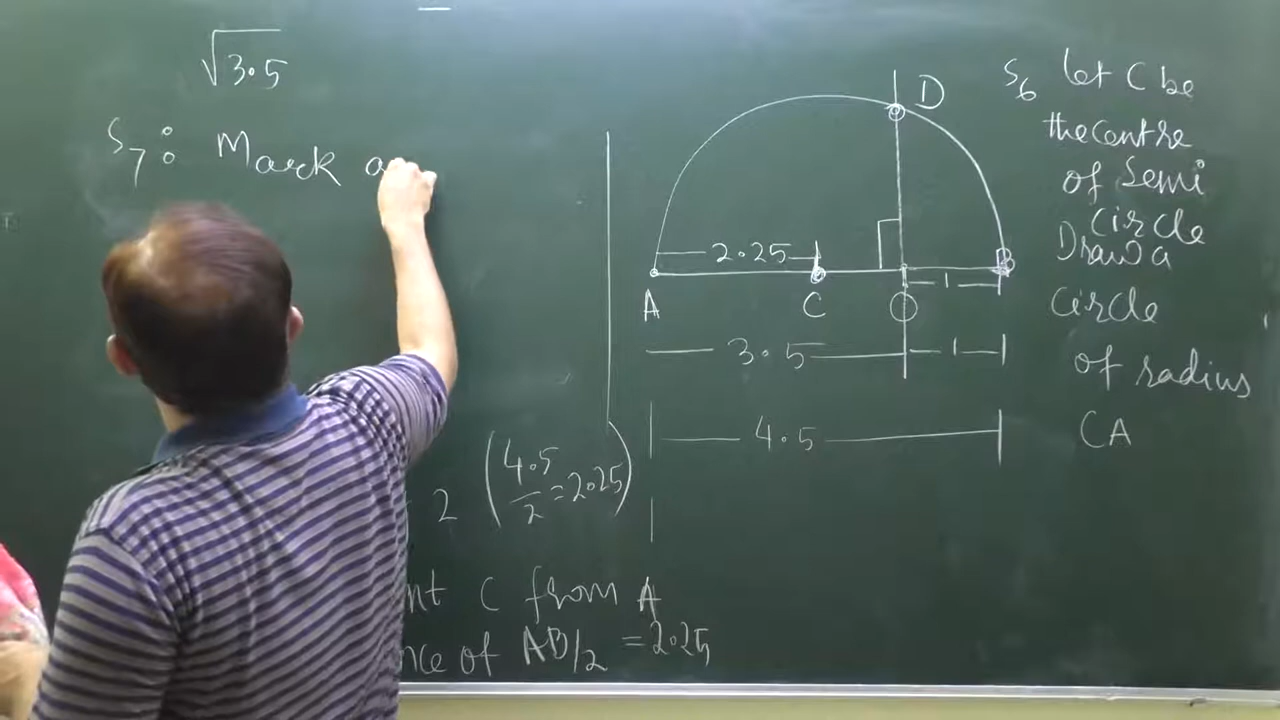 √3.5
S7: Mark a
D
2.25
A
C
O
B
1
3.5
1
4.5
S6 let C be
the centre
of Semi
Circle
Draw a
Circle
of radius
CA
2 (4.5/2 = 2.25)
nt C from A
nce of AB/2 = 2.25